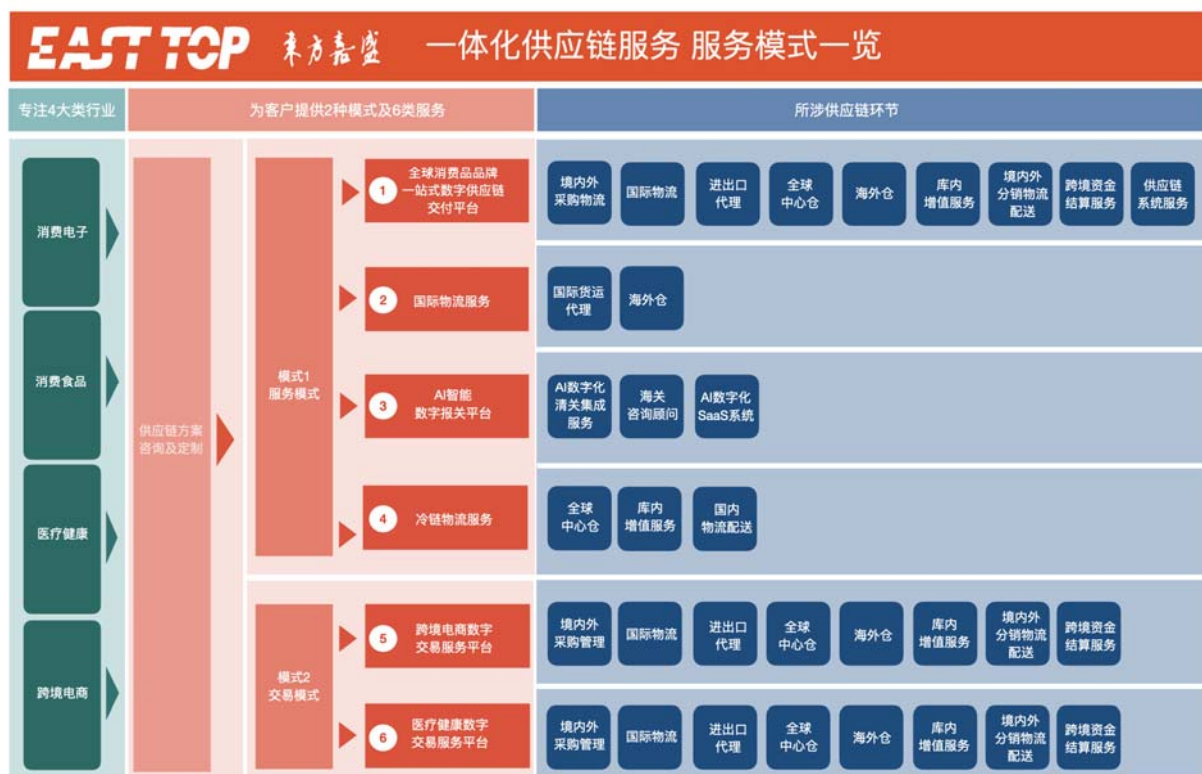 EAST TOP 東方嘉盛 一体化供应链服务 服务模式一览
专注4大类行业
为客户提供2种模式及6类服务
所涉供应链环节
消费电子
消费食品
医疗健康
跨境电商
供应链方案
咨询及定制
模式1
服务模式
1
全球消费品品牌
一站式数字供应链
交付平台
境内外
采购物流
国际物流
进出口
代理
全球
中心仓
海外仓
库内
增值服务
境内外
分销物流
配送
跨境资金
结算服务
供应链
系统服务
2
国际物流服务
国际货运
代理
海外仓
3
AI智能
数字报关平台
AI数字化
清关集成
服务
海关
咨询顾问
AI数字化
SaaS系统
4
冷链物流服务
全球
中心仓
库内
增值服务
国内
物流配送
模式2
交易模式
5
跨境电商数字
交易服务平台
境内外
采购管理
国际物流
进出口
代理
全球
中心仓
海外仓
库内
增值服务
境内外
分销物流
配送
跨境资金
结算服务
6
医疗健康数字
交易服务平台
境内外
采购管理
国际物流
进出口
代理
全球
中心仓
海外仓
库内
增值服务
境内外
分销物流
配送
跨境资金
结算服务